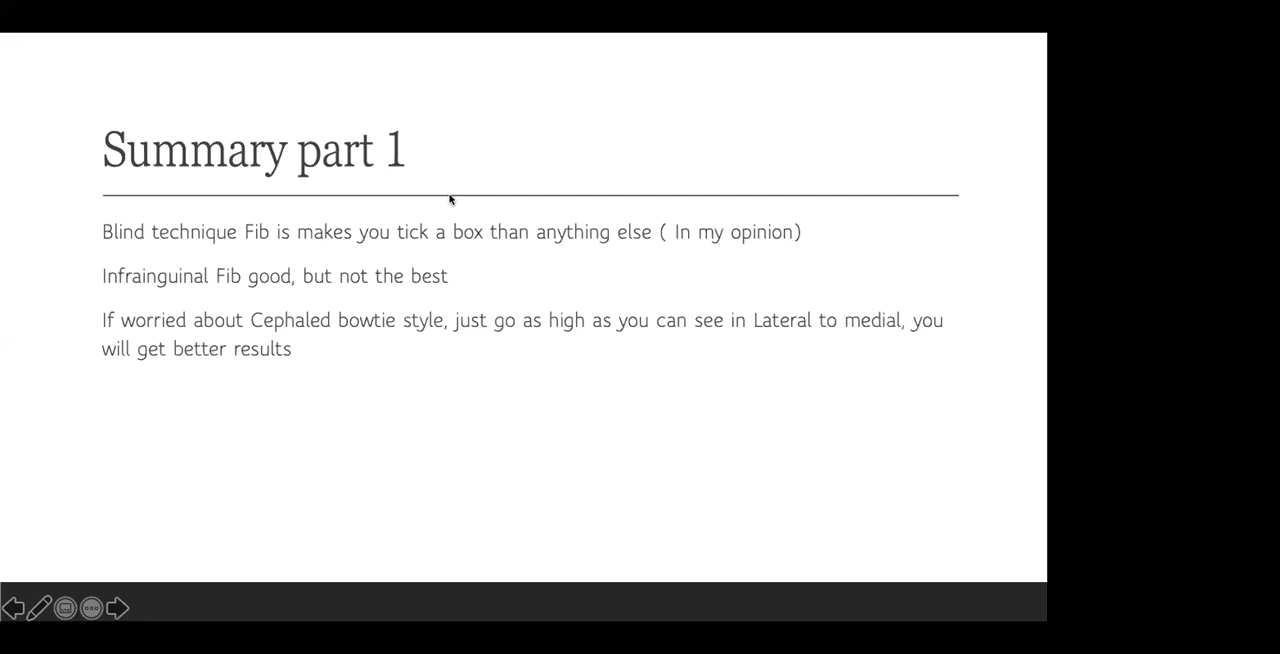 Summary part 1
Blind technique Fib is makes you tick a box than anything else ( In my opinion)
Infrainguinal Fib good, but not the best
If worried about Cephaled bowtie style, just go as high as you can see in Lateral to medial, you
will get better results